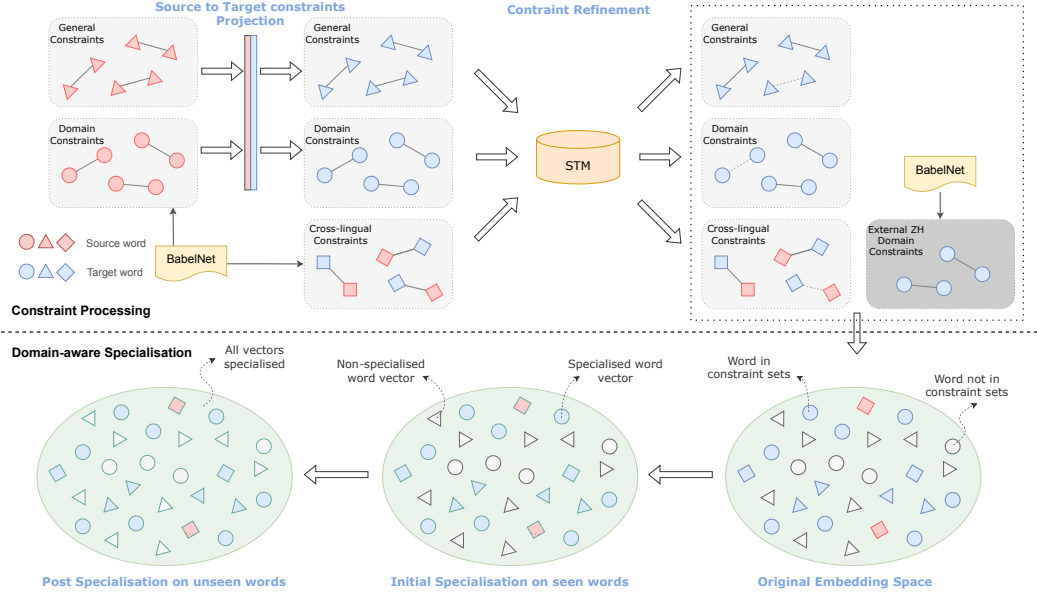 Source to Target constraints
Projection
Contraint Refinement
General
Constraints
General
Constraints
General
Constraints
Domain
Constraints
Domain
Constraints
STM
Domain
Constraints
BabelNet
Source word
Target word
BabelNet
Cross-lingual
Constraints
Cross-lingual
Constraints
External ZH
Domain
Constraints
Constraint Processing
Domain-aware Specialisation
All vectors
specialised
Non-specialised
word vector
Specialised word
vector
Word in
constraint sets
Word not in
constraint sets
Post Specialisation on unseen words
Initial Specialisation on seen words
Original Embedding Space